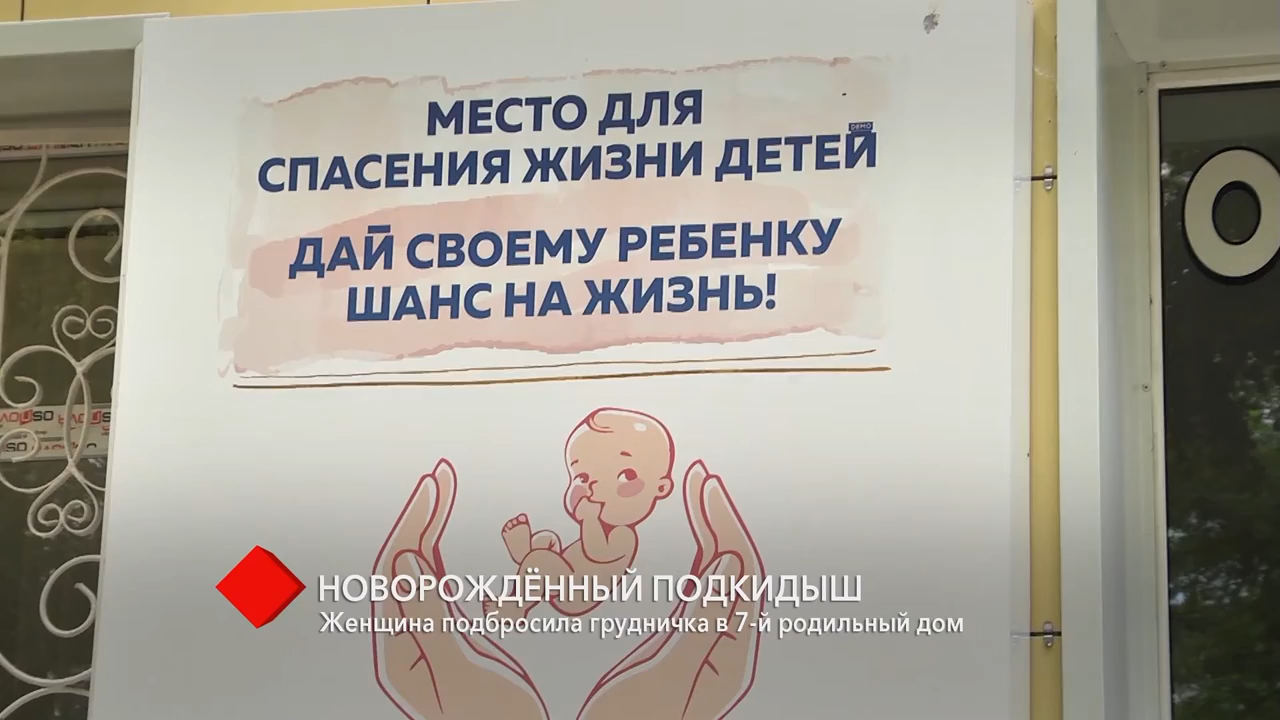 МЕСТО ДЛЯ
СПАСЕНИЯ ЖИЗНИ ДЕТЕЙ
DEMO
ДАЙ СВОЕМУ РЕБЕНКУ
ШАНС НА ЖИЗНЬ!
О
НОВОРОЖДЁННЫЙ ПОДКИДЫШ
Женщина подбросила грудничка в 7-й родильный дом